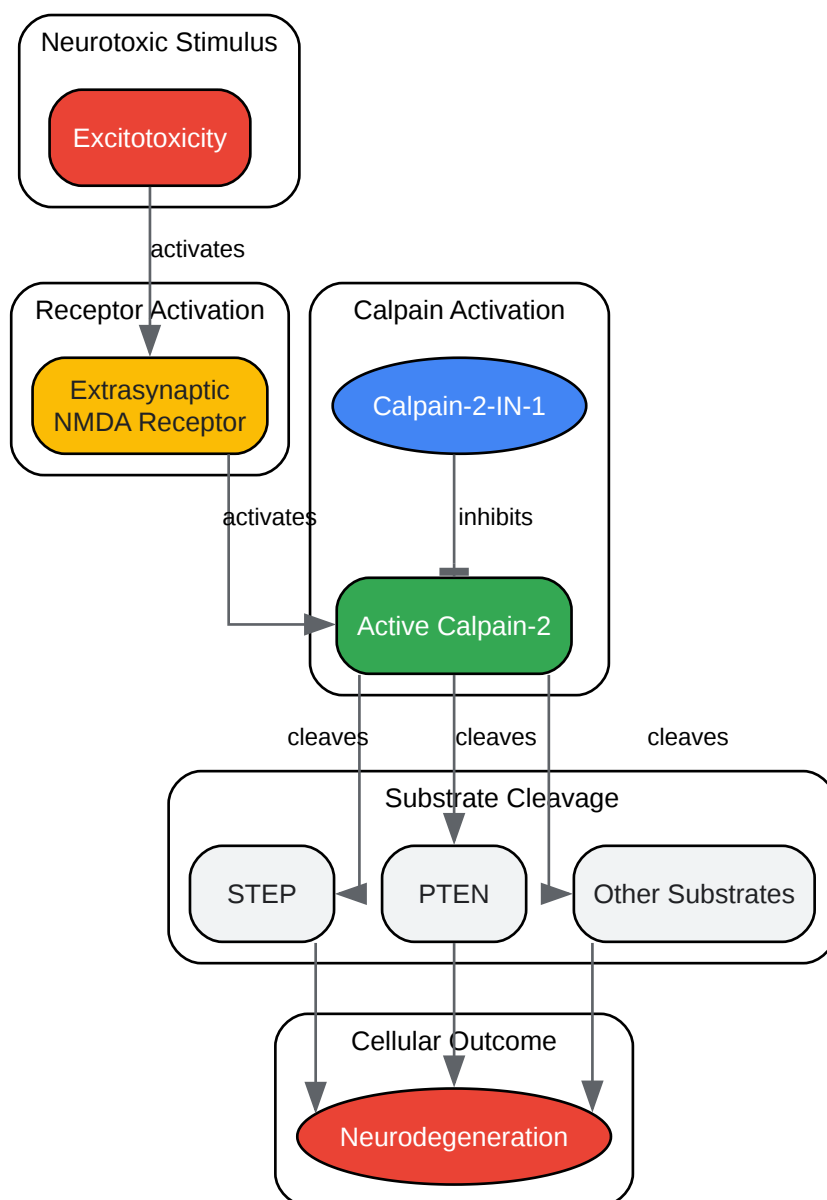 Neurotoxic Stimulus
Excitotoxicity
activates
Receptor Activation
Calpain Activation
Extrasynaptic
NMDA Receptor
Calpain-2-IN-1
activates
inhibits
Active Calpain-2
cleaves
cleaves
cleaves
Substrate Cleavage
STEP
PTEN
Other Substrates
Cellular Outcome
Neurodegeneration